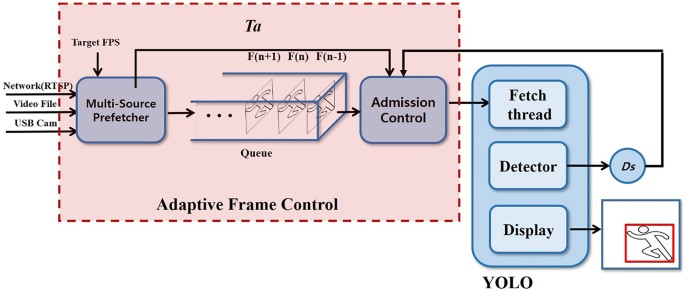 Ta
Target FPS
F(n+1) F(n) F(n-1)
Network(RTSP)
Video File
USB Cam
Multi-Source
Prefetcher
• • •
Queue
Admission
Control
Adaptive Frame Control
Fetch
thread
Detector
Ds
Display
YOLO